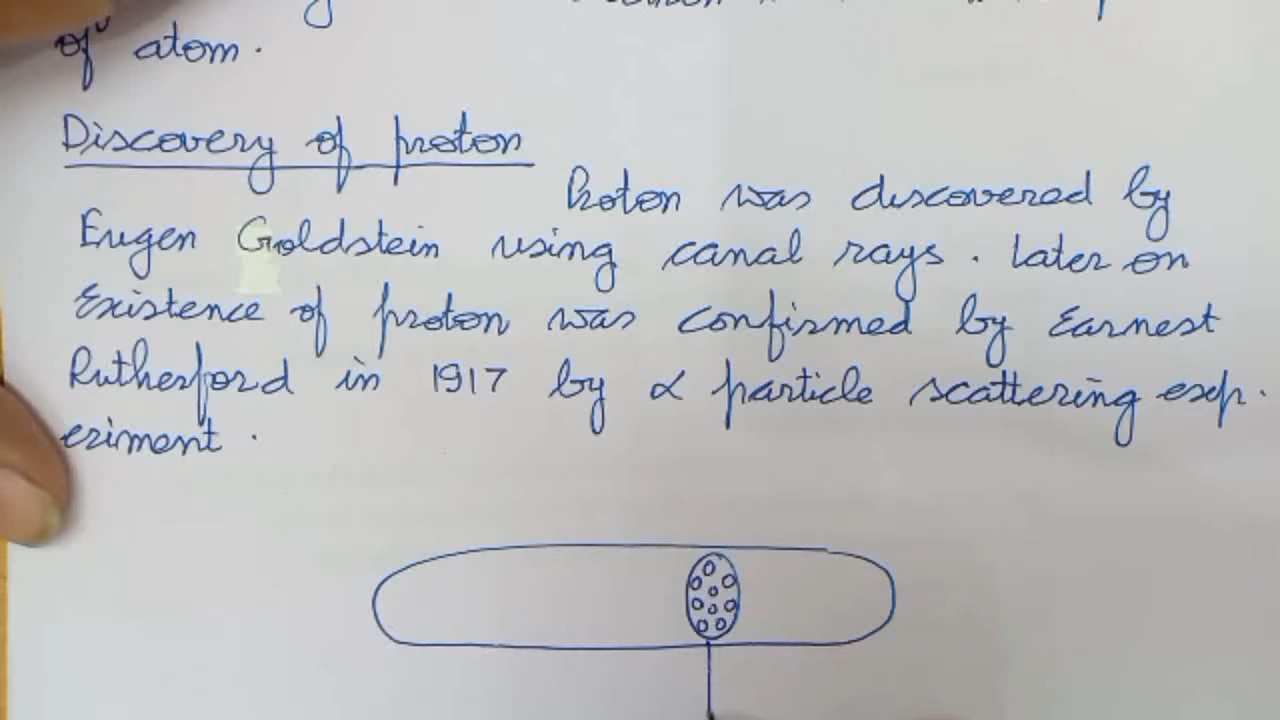 of atom.
Discovery of proton
Proton was discovered by
Eugen Goldstein using canal rays. Later on
Existence of proton was confirmed by Earnest
Rutherford in 1917 by α particle scattering exp.
eriment.